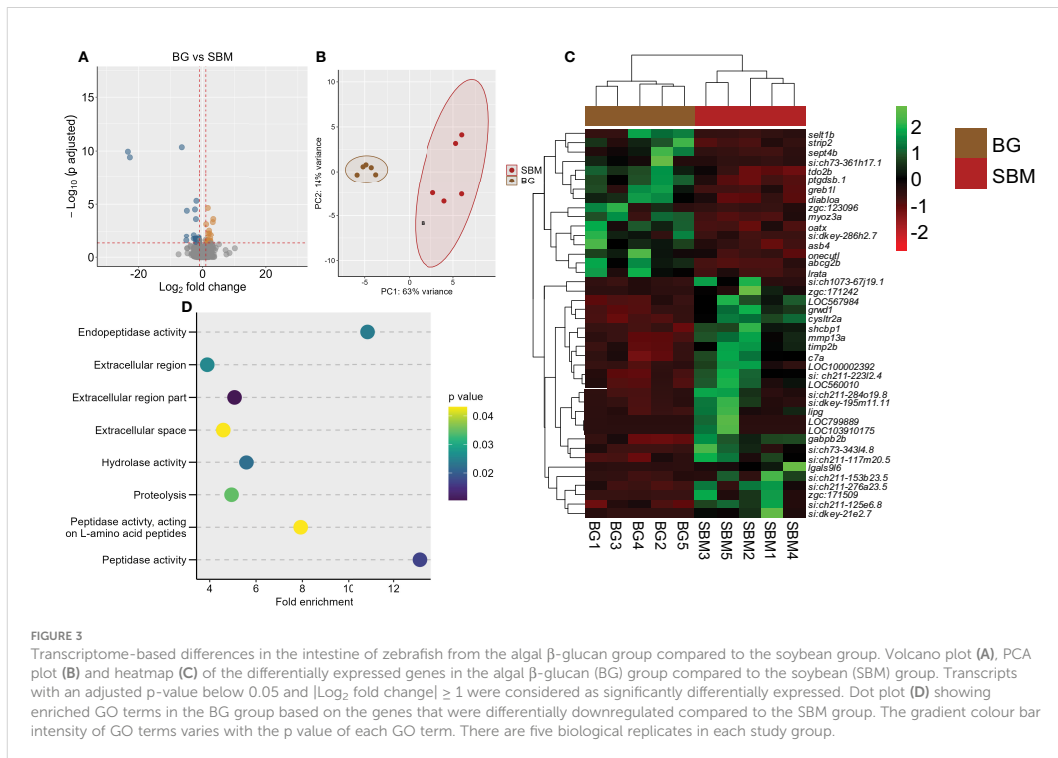 A
BG vs SBM
15
10
5
0
-20
0
20
− Log10 (p adjusted)
Log2 fold change
B
10
5
0
-5
-10
-5
0
5
PC2: 14% variance
PC1: 63% variance
SBM
BG
C
selt1b
strip2
sept4b
si:ch73-361h17.1
tdo2b
ptgdsb.1
greb1l
diabloa
zgc:123096
myoz3a
oatx
si:dkey-286h2.7
asb4
onecutl
abcg2b
lrata
si:ch1073-67j19.1
zgc:171242
LOC567984
grwd1
cysltr2a
shcbp1
mmp13a
timp2b
c7a
LOC100002392
si: ch211-223l2.4
LOC560010
si:ch211-284o19.8
si:dkey-195m11.11
lipg
LOC799889
LOC103910175
gabpb2b
si:ch73-343l4.8
si:ch211-117m20.5
lgals9l6
si:ch211-153b23.5
si:ch211-276a23.5
zgc:171509
si:ch211-125e6.8
si:dkey-21e2.7
BG1
BG3
BG4
BG2
BG5
SBM3
SBM5
SBM2
SBM1
SBM4
2
1
0
-1
-2
BG
SBM
D
Endopeptidase activity
Extracellular region
Extracellular region part
Extracellular space
Hydrolase activity
Proteolysis
Peptidase activty, acting
on L-amino acid peptides
Peptidase activity
4
6
8
10
12
Fold enrichment
p value
0.04
0.03
0.02
FIGURE 3
Transcriptome-based differences in the intestine of zebrafish from the algal β-glucan group compared to the soybean group. Volcano plot (A), PCA
plot (B) and heatmap (C) of the differentially expressed genes in the algal β-glucan (BG) group compared to the soybean (SBM) group. Transcripts
with an adjusted p-value below 0.05 and |Log2 fold change| ≥ 1 were considered as significantly differentially expressed. Dot plot (D) showing
enriched GO terms in the BG group based on the genes that were differentially downregulated compared to the SBM group. The gradient colour bar
intensity of GO terms varies with the p value of each GO term. There are five biological replicates in each study group.